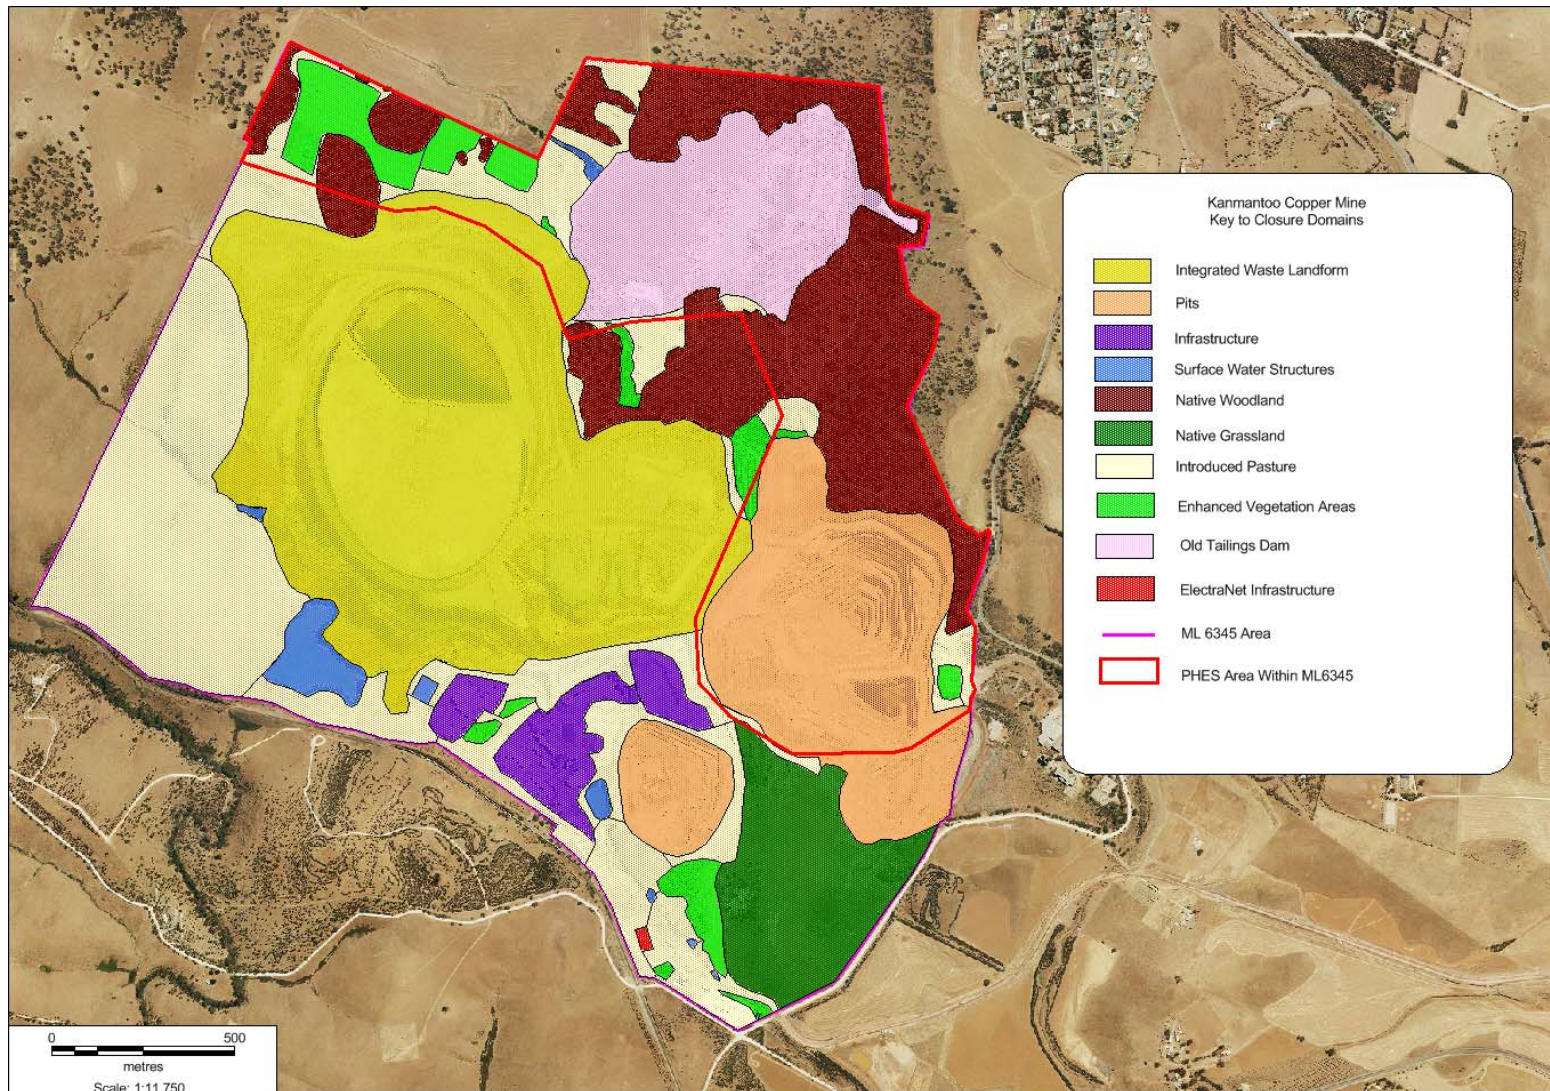 Kanmantoo Copper Mine
Key to Closure Domains
Integrated Waste Landform
Pits
Infrastructure
Surface Water Structures
Native Woodland
Native Grassland
Introduced Pasture
Enhanced Vegetation Areas
Old Tailings Dam
ElectraNet Infrastructure
ML 6345 Area
PHES Area Within ML6345
0 500
metres
Scale: 1:11,750